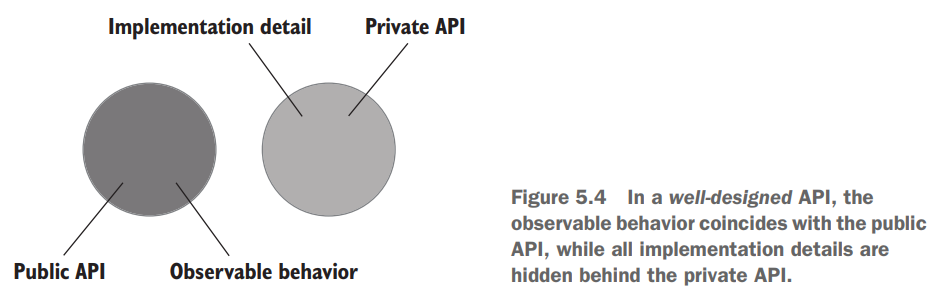 Implementation detail Private API
Public API Observable behavior
Figure 5.4 In a well-designed API, the
observable behavior coincides with the public
API, while all implementation details are
hidden behind the private API.